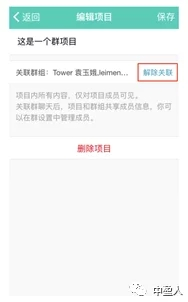 返回 编辑项目 保存
这是一个群项目
关联群组：Tower 袁玉娥,leimen... 解除关联
项目内所有内容，仅对项目成员可见。
关联群聊天后，项目和群组共享成员信息，你
可以在群设置中管理成员。
删除项目
中盈人